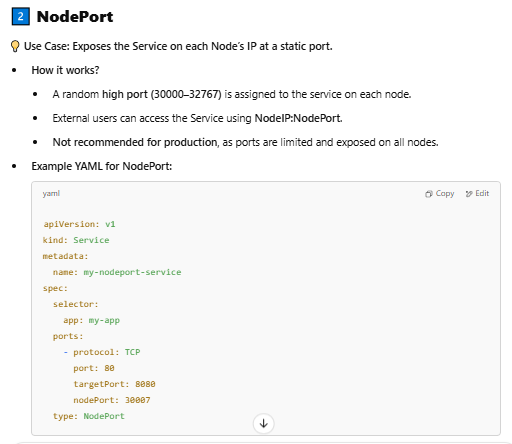 2 NodePort
💡 Use Case: Exposes the Service on each Node's IP at a static port.
• How it works?
• A random high port (30000–32767) is assigned to the service on each node.
• External users can access the Service using NodeIP:NodePort.
• Not recommended for production, as ports are limited and exposed on all nodes.
• Example YAML for NodePort:
yaml Copy Edit
apiVersion: v1
kind: Service
metadata:
  name: my-nodeport-service
spec:
  selector:
    app: my-app
  ports:
    - protocol: TCP
      port: 80
      targetPort: 8080
      nodePort: 30007
  type: NodePort